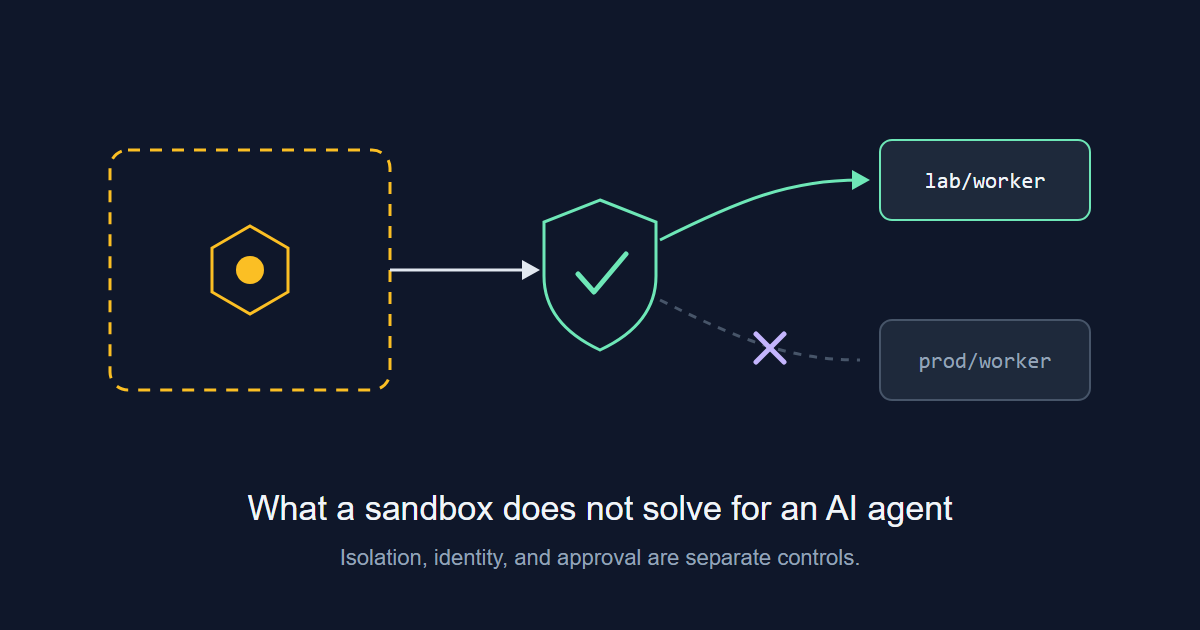 lab/worker
prod/worker
What a sandbox does not solve for an AI agent
Isolation, identity, and approval are separate controls.